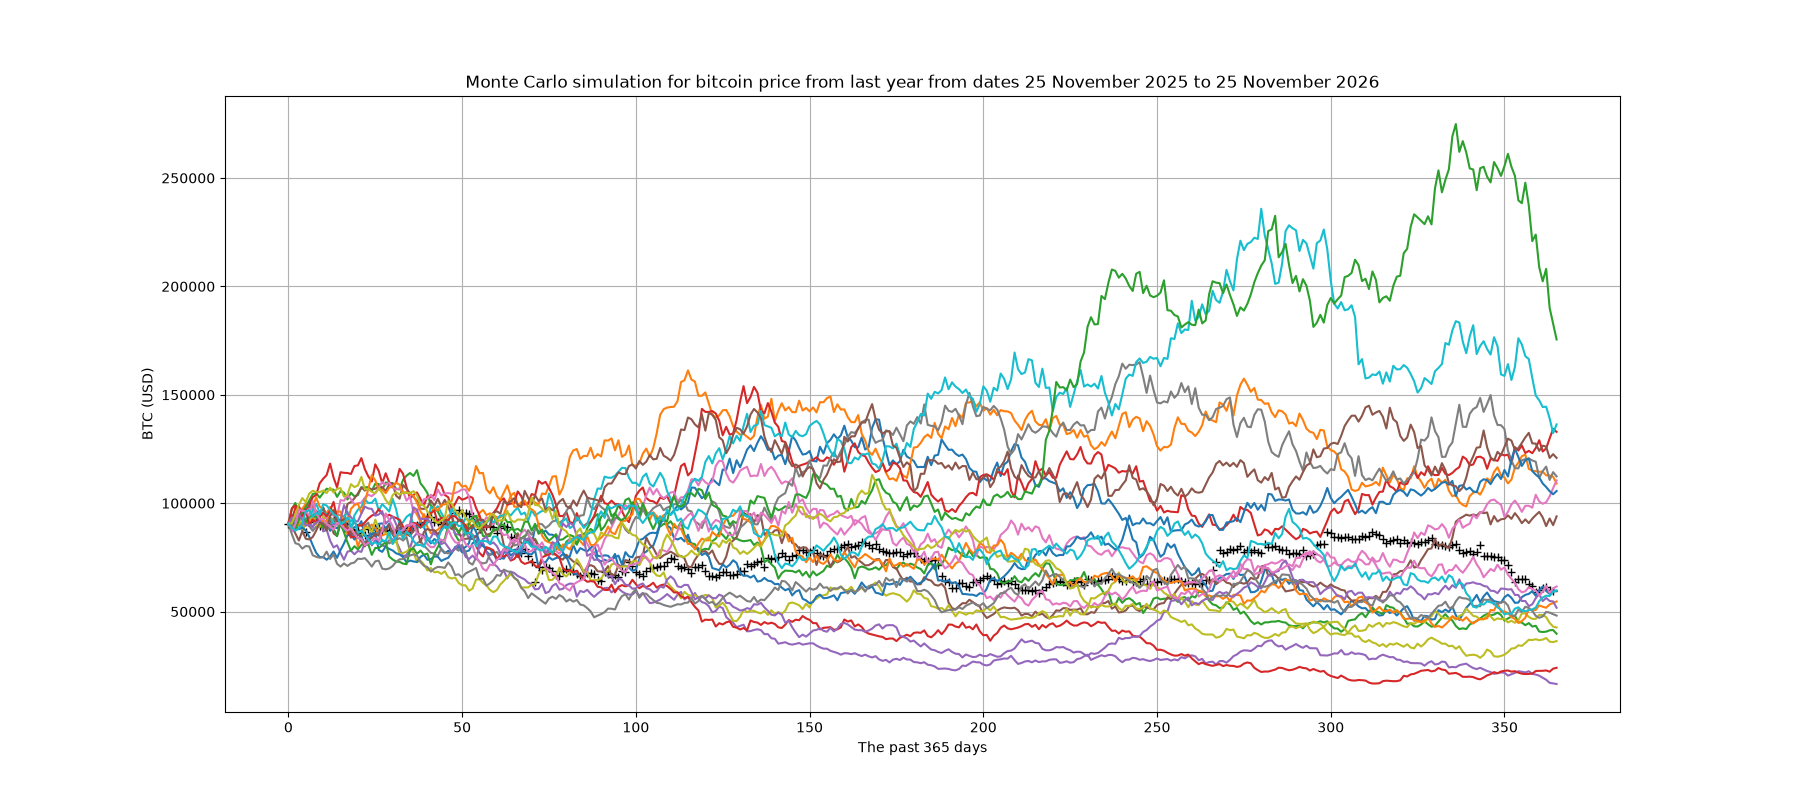 Monte Carlo simulation for bitcoin price from last year from dates 25 November 2025 to 25 November 2026
250000
200000
150000
100000
50000
BTC (USD)
0 50 100 150 200 250 300 350
The past 365 days